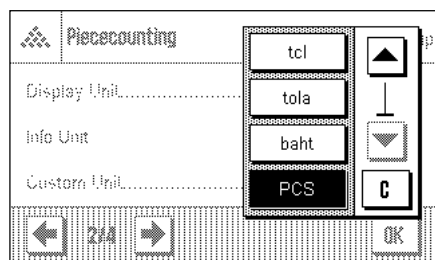 Piececounting
tcl
Display Unit
tola
Info Unit
baht
Custom Unit
PCS
C
2/4
OK